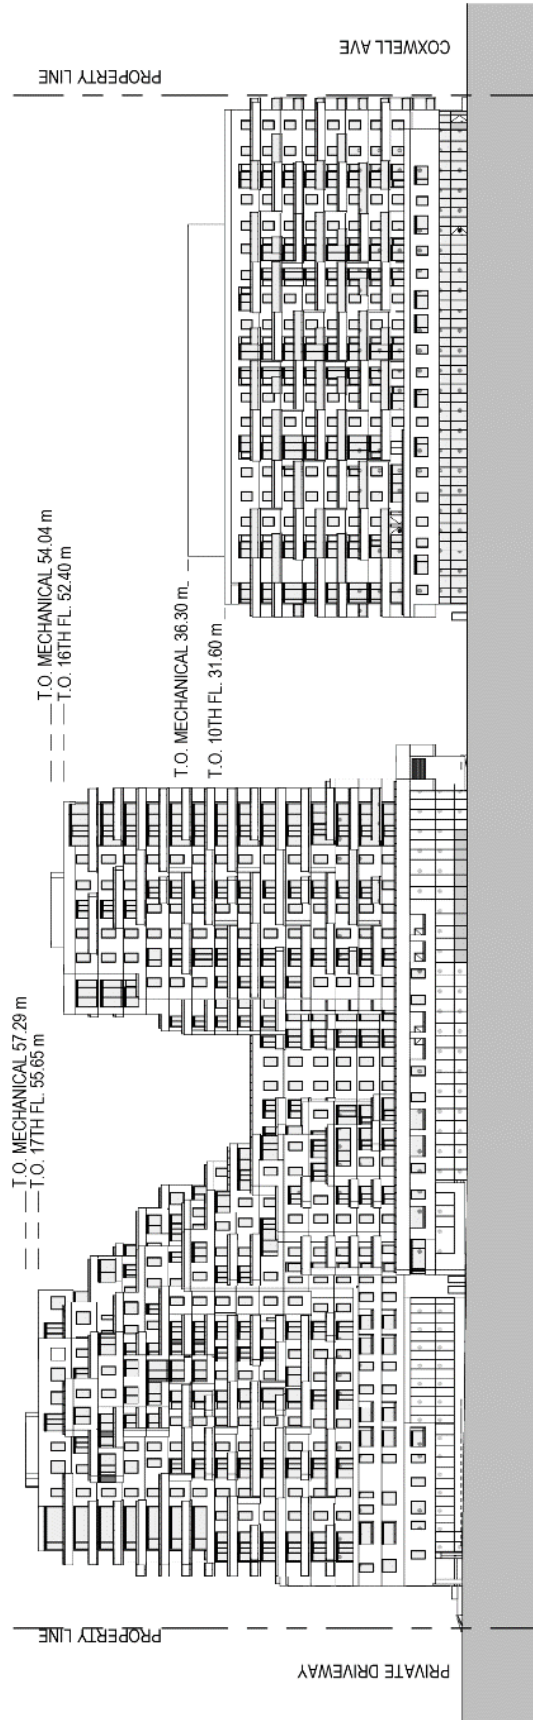 COXWELL AVE
PROPERTY LINE
T.O. MECHANICAL 54.04 m
T.O. 16TH FL. 52.40 m
T.O. MECHANICAL 36.30 m
T.O. 10TH FL. 31.60 m
T.O. MECHANICAL 57.29 m
T.O. 17TH FL. 55.65 m
PROPERTY LINE
PRIVATE DRIVEWAY